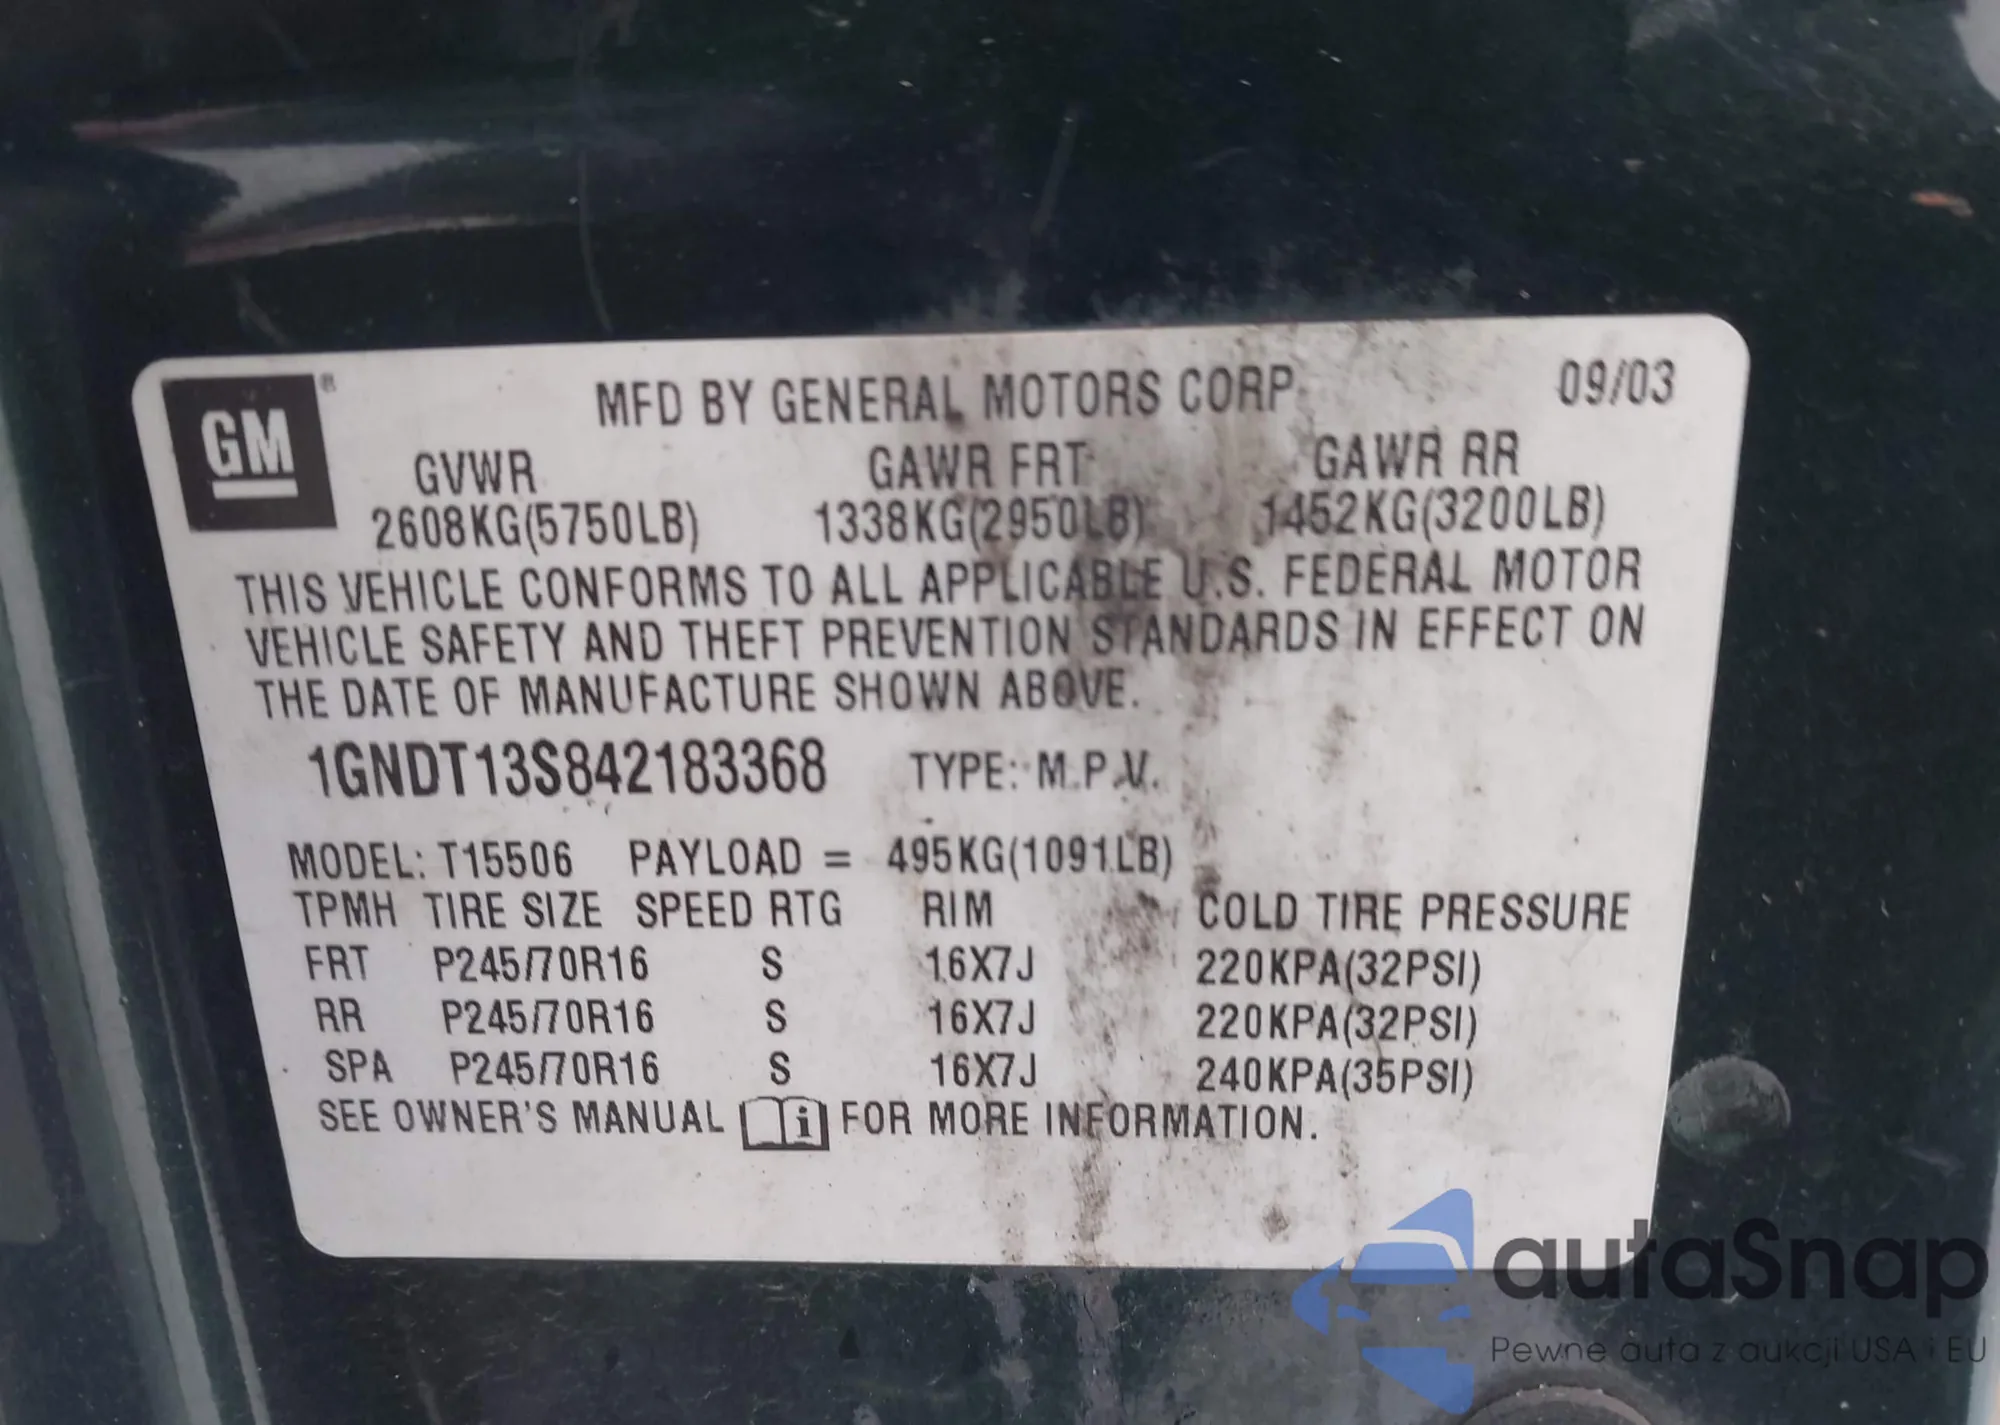 GM ®
MFD BY GENERAL MOTORS CORP 09/03
GVWR GAWR FRT GAWR RR
2608KG(5750LB) 1338KG(2950LB) 1452KG(3200LB)
THIS VEHICLE CONFORMS TO ALL APPLICABLE U.S. FEDERAL MOTOR
VEHICLE SAFETY AND THEFT PREVENTION STANDARDS IN EFFECT ON
THE DATE OF MANUFACTURE SHOWN ABOVE.
1GNDT13S842183368 TYPE: M.P.V.
MODEL: T15506 PAYLOAD = 495KG(1091LB)
TPMH TIRE SIZE SPEED RTG RIM COLD TIRE PRESSURE
FRT P245/70R16 S 16X7J 220KPA(32PSI)
RR P245/70R16 S 16X7J 220KPA(32PSI)
SPA P245/70R16 S 16X7J 240KPA(35PSI)
SEE OWNER'S MANUAL i FOR MORE INFORMATION.
autaSnap
Pewne auta z aukcji USA i EU